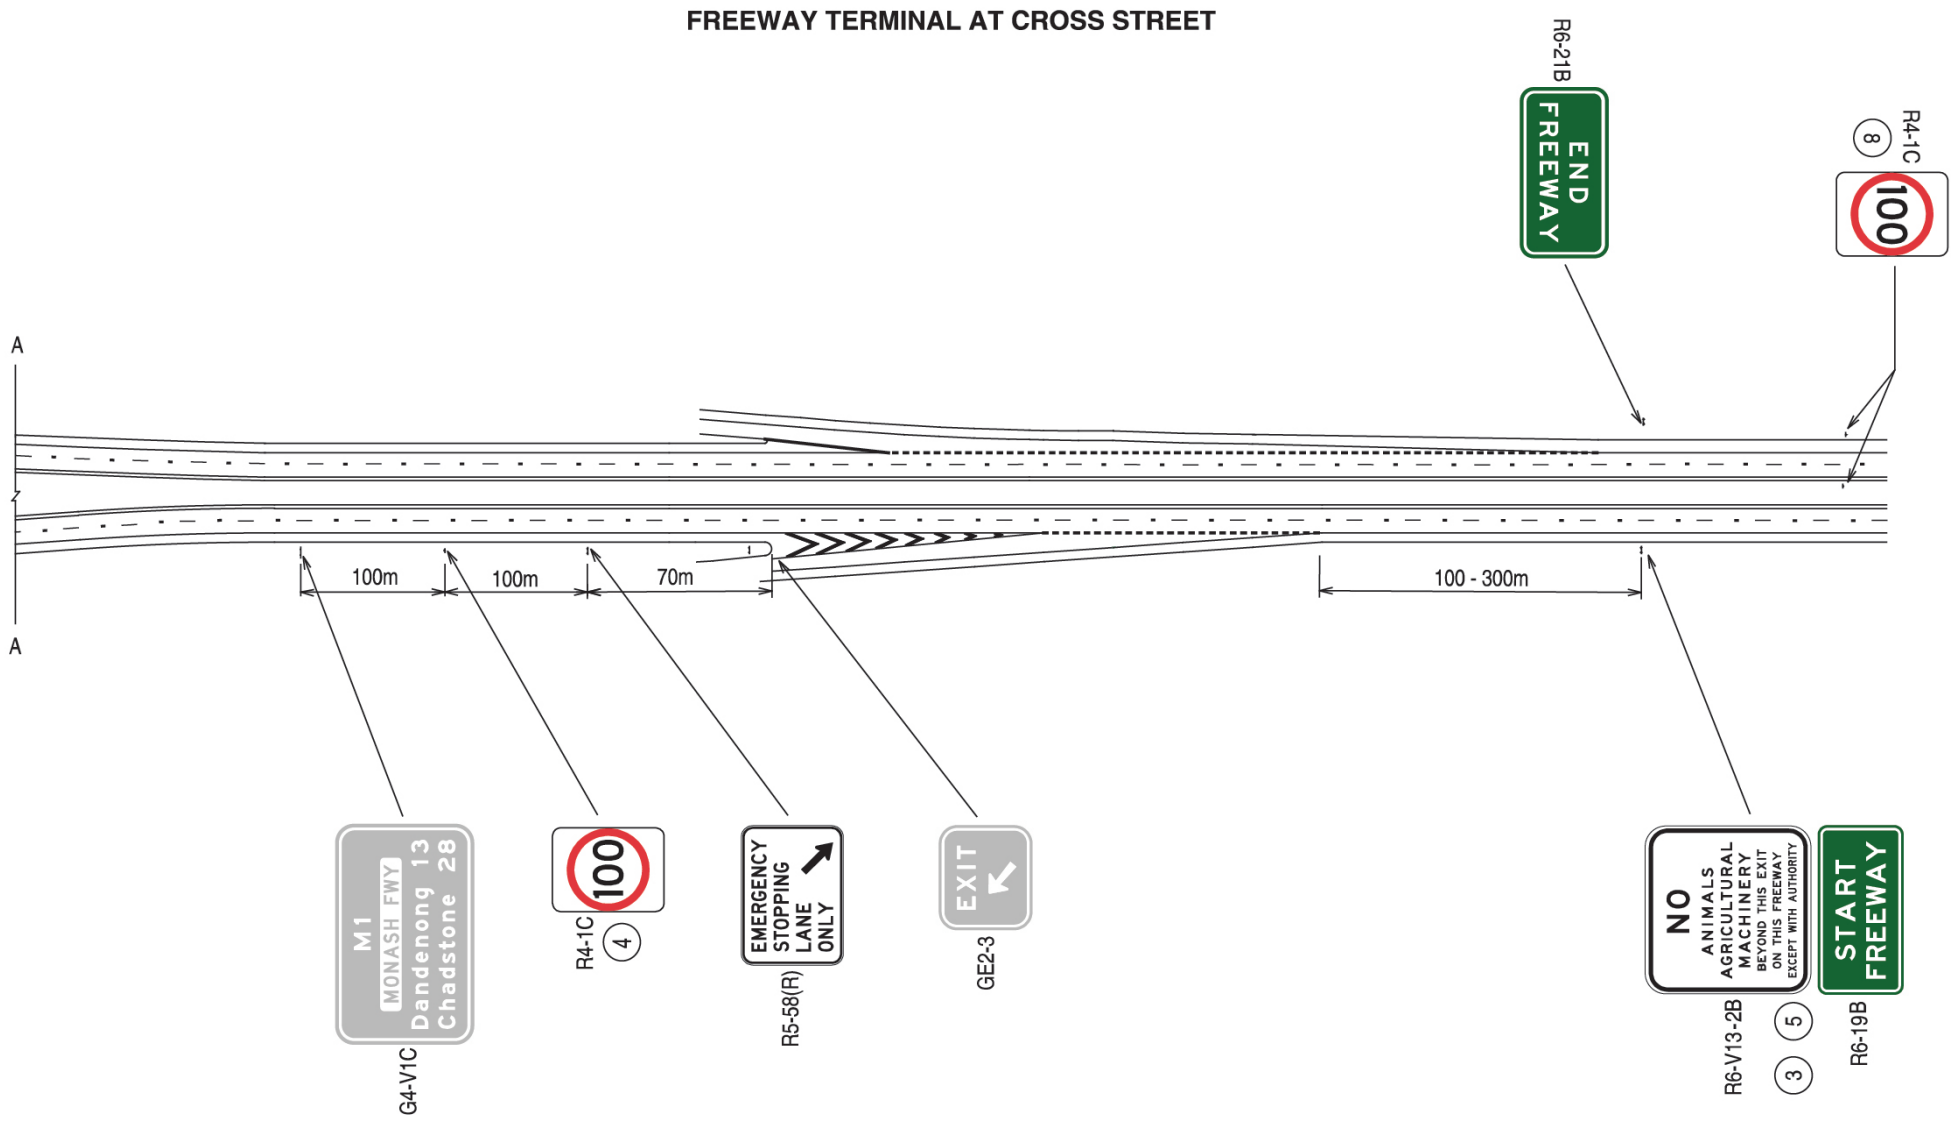 FREEWAY TERMINAL AT CROSS STREET
R6-21B
END
FREEWAY
R4-1C
8
100
A
A
100m
100m
70m
100 - 300m
M1
MONASH FWY
Dandenong 13
Chadstone 28
G4-V1C
100
R4-1C
4
EMERGENCY
STOPPING
LANE
ONLY
R5-58(R)
EXIT
GE2-3
NO
ANIMALS
AGRICULTURAL
MACHINERY
BEYOND THIS EXIT
ON THIS FREEWAY
EXCEPT WITH AUTHORITY
R6-V13-2B
5
3
START
FREEWAY
R6-19B